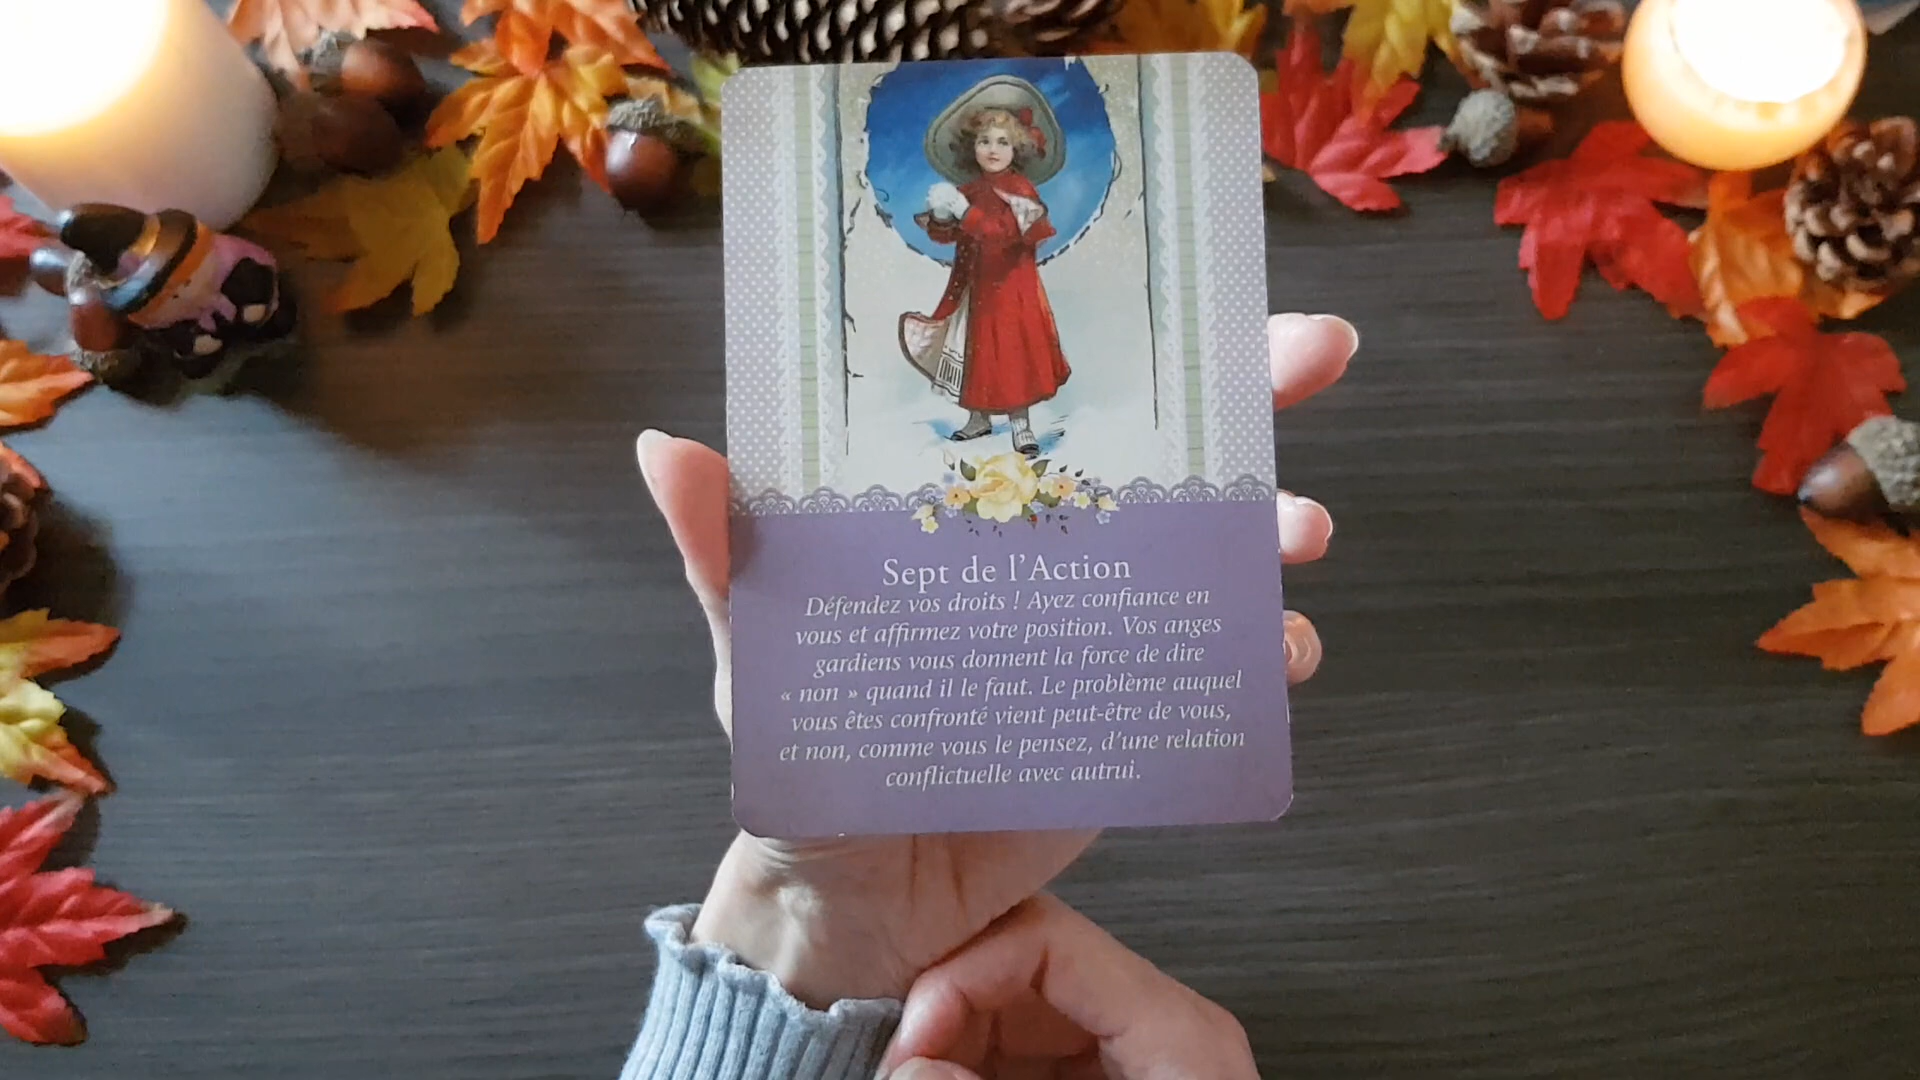 Sept de l'Action
Défendez vos droits ! Ayez confiance en
vous et affirmez votre position. Vos anges
gardiens vous donnent la force de dire
« non » quand il le faut. Le problème auquel
vous êtes confronté vient peut-être de vous,
et non, comme vous le pensez, d'une relation
conflictuelle avec autrui.